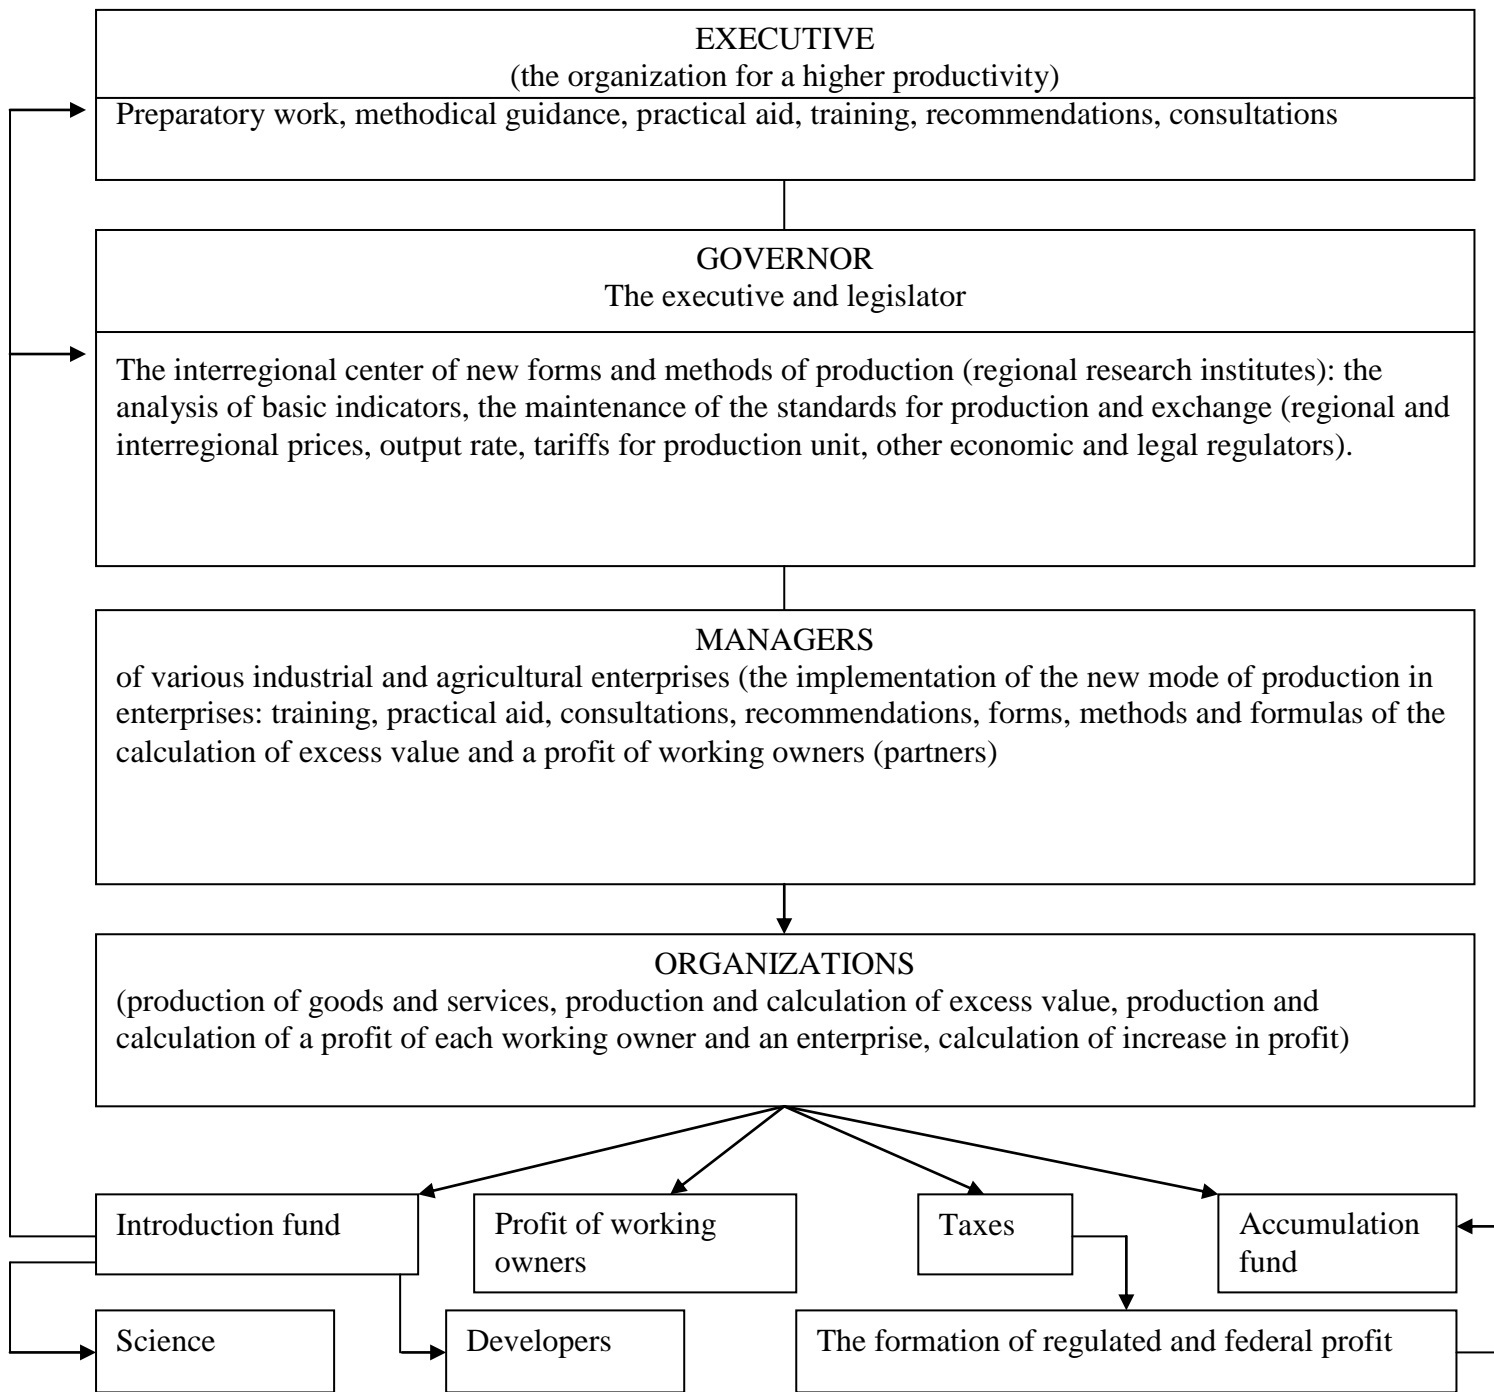 EXECUTIVE
(the organization for a higher productivity)
Preparatory work, methodical guidance, practical aid, training, recommendations, consultations
GOVERNOR
The executive and legislator
The interregional center of new forms and methods of production (regional research institutes): the
analysis of basic indicators, the maintenance of the standards for production and exchange (regional and
interregional prices, output rate, tariffs for production unit, other economic and legal regulators).
MANAGERS
of various industrial and agricultural enterprises (the implementation of the new mode of production in
enterprises: training, practical aid, consultations, recommendations, forms, methods and formulas of the
calculation of excess value and a profit of working owners (partners)
ORGANIZATIONS
(production of goods and services, production and calculation of excess value, production and
calculation of a profit of each working owner and an enterprise, calculation of increase in profit)
Introduction fund
Profit of working
owners
Taxes
Accumulation
fund
Science
Developers
The formation of regulated and federal profit